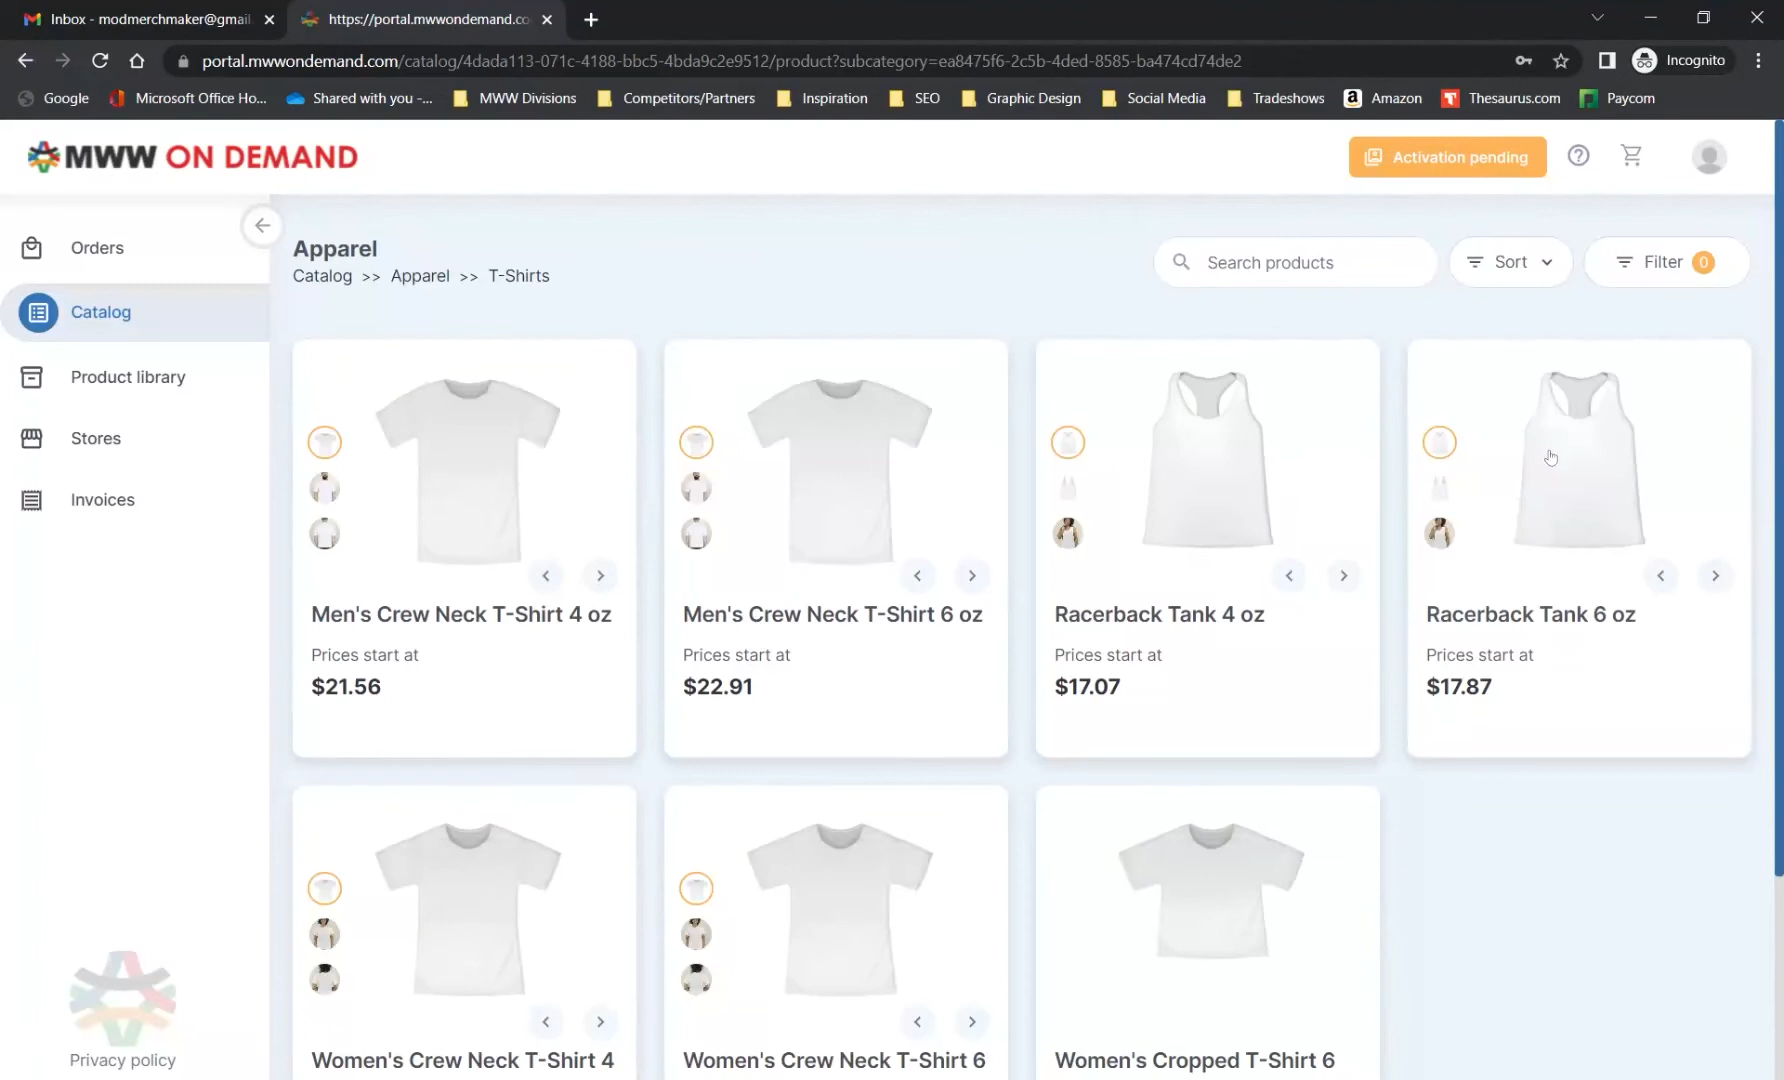 Inbox - modmerchmaker@gmail.
https://portal.mwwondemand.co
portal.mwwondemand.com/catalog/4dada113-071c-4188-bbc5-4bda9c2e9512/product?subcategory=ea8475f6-2c5b-4ded-8585-ba474cd74de2
Incognito
Google
Microsoft Office Ho...
Shared with you -...
MWW Divisions
Competitors/Partners
Inspiration
SEO
Graphic Design
Social Media
Tradeshows
Amazon
Thesaurus.com
Paycom
MWW ON DEMAND
Activation pending
Orders
Catalog
Product library
Stores
Invoices
Privacy policy
Apparel
Catalog >> Apparel >> T-Shirts
Search products
Sort
Filter 0
Men's Crew Neck T-Shirt 4 oz
Prices start at
$21.56
Men's Crew Neck T-Shirt 6 oz
Prices start at
$22.91
Racerback Tank 4 oz
Prices start at
$17.07
Racerback Tank 6 oz
Prices start at
$17.87
Women's Crew Neck T-Shirt 4
Women's Crew Neck T-Shirt 6
Women's Cropped T-Shirt 6